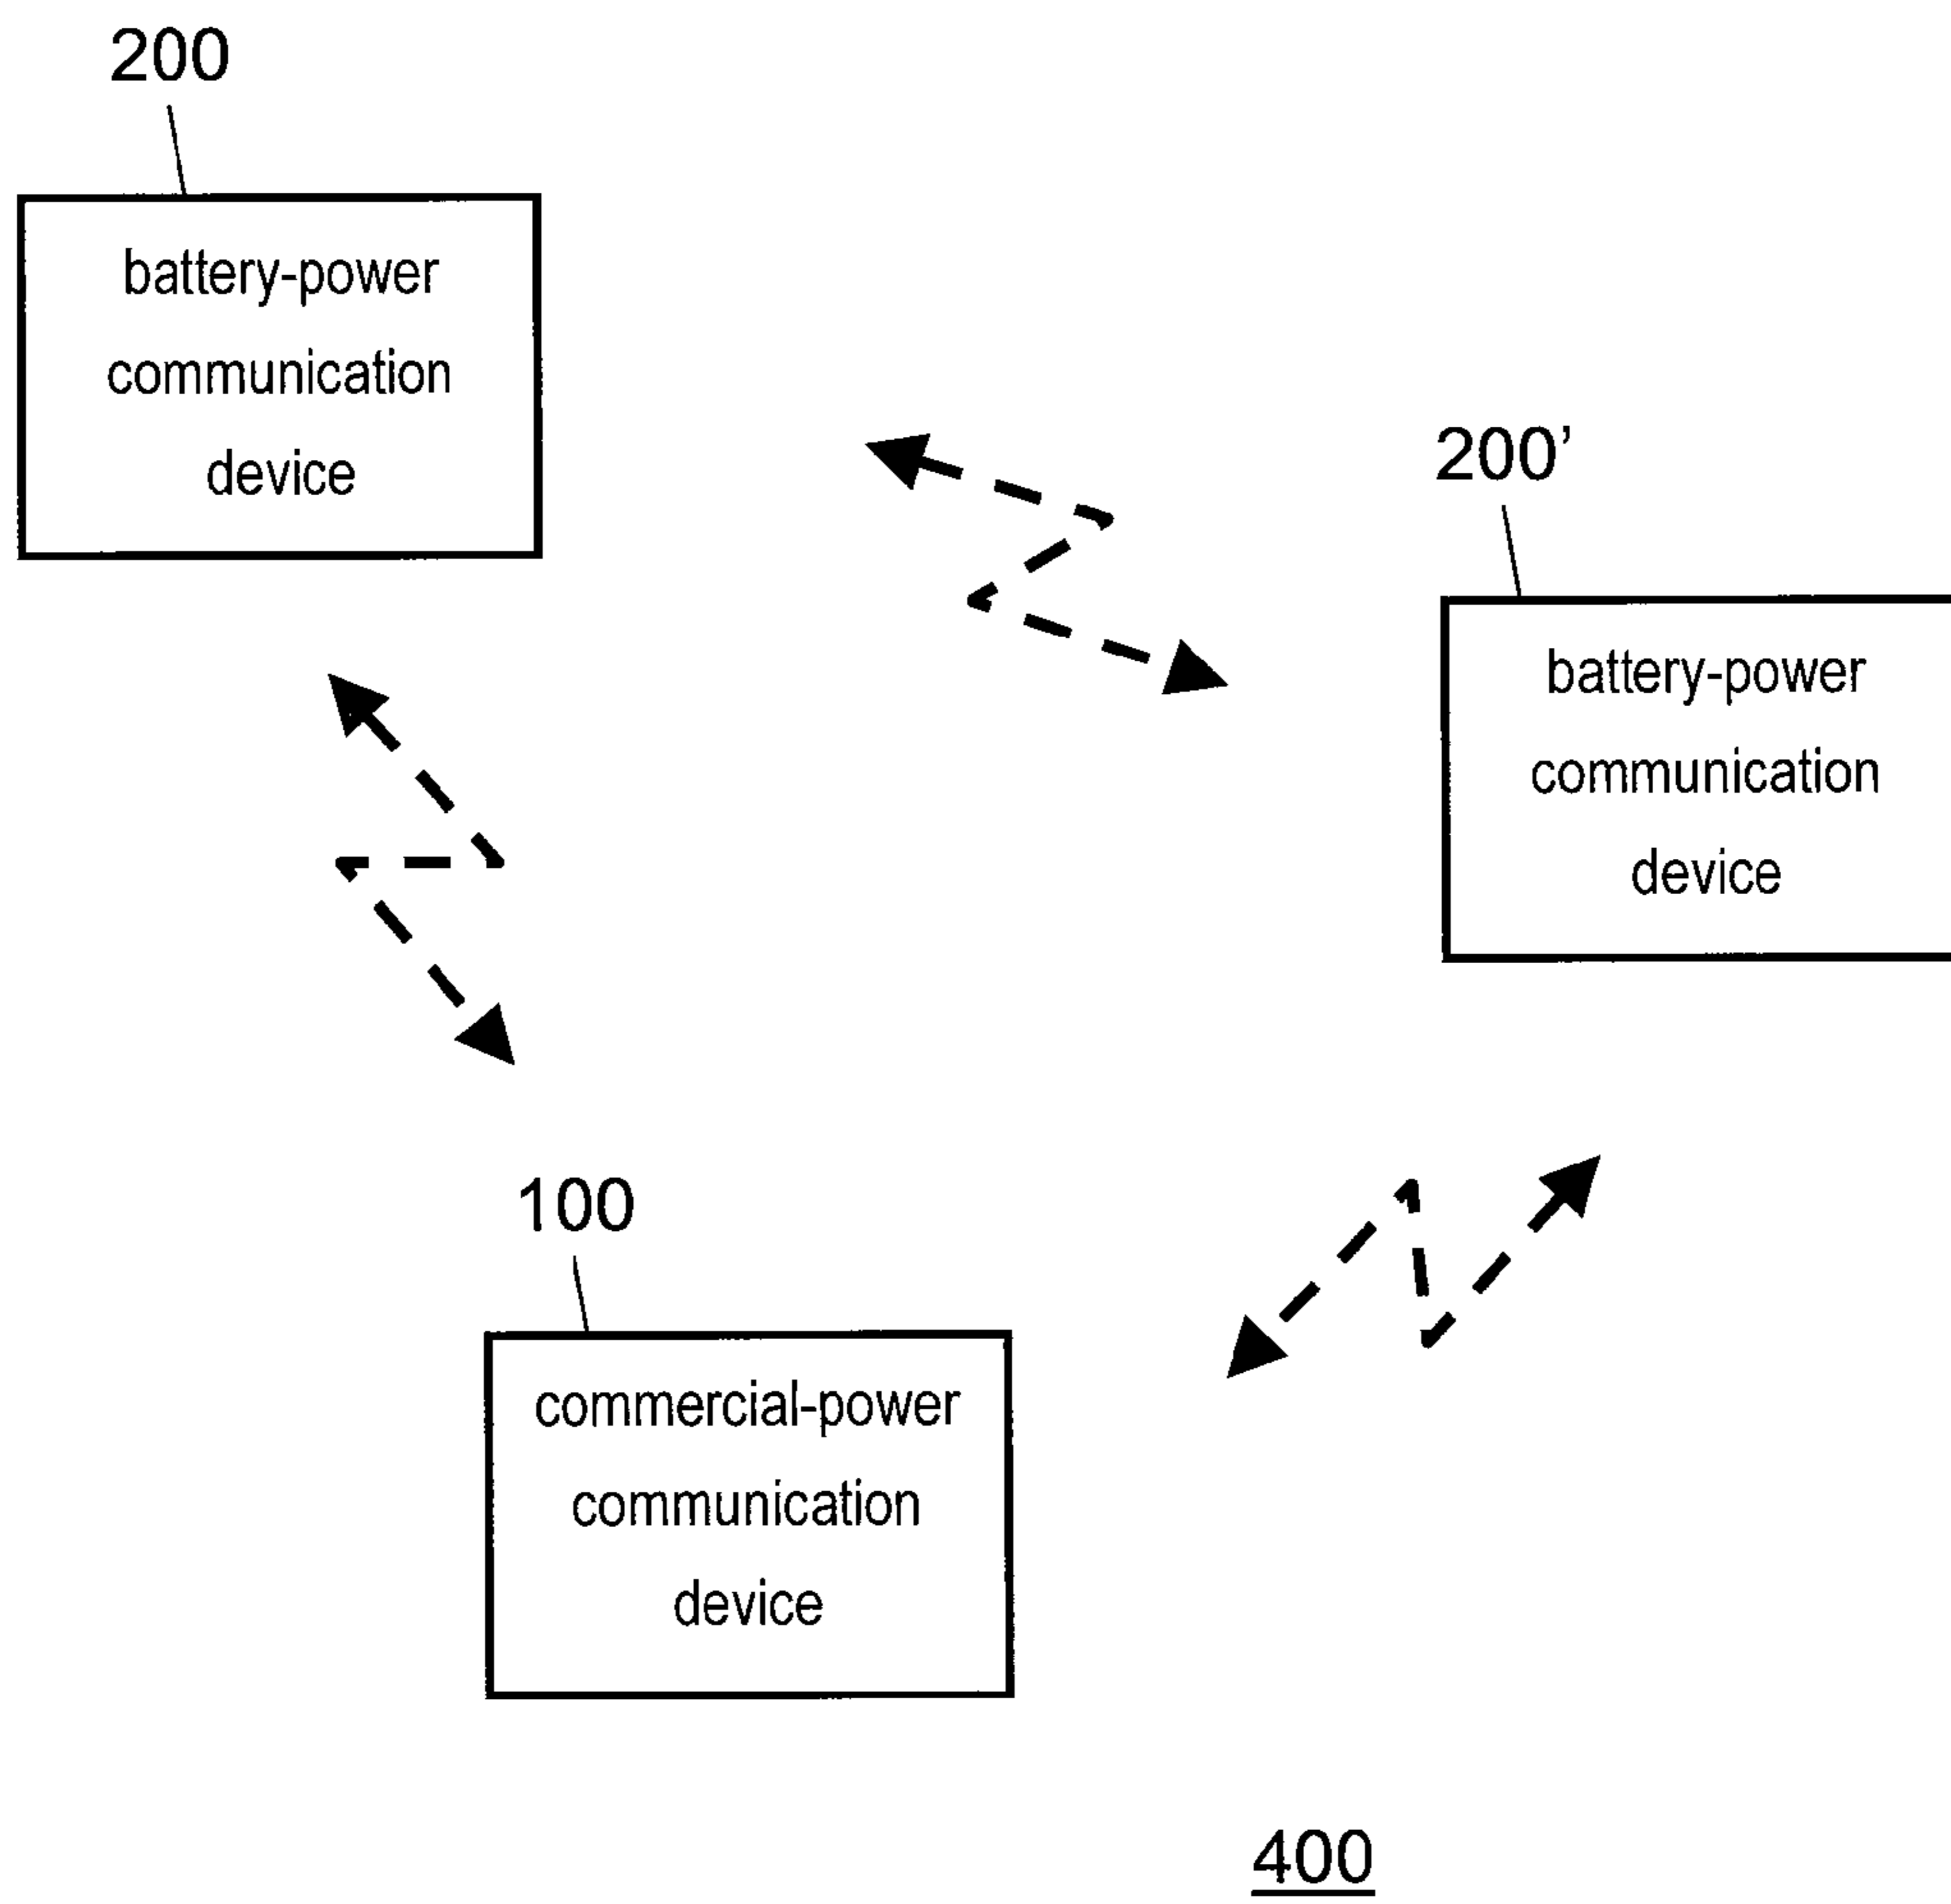 200
battery-power
communication
device
200’
battery-power
communication
device
100
commercial-power
communication
device
400